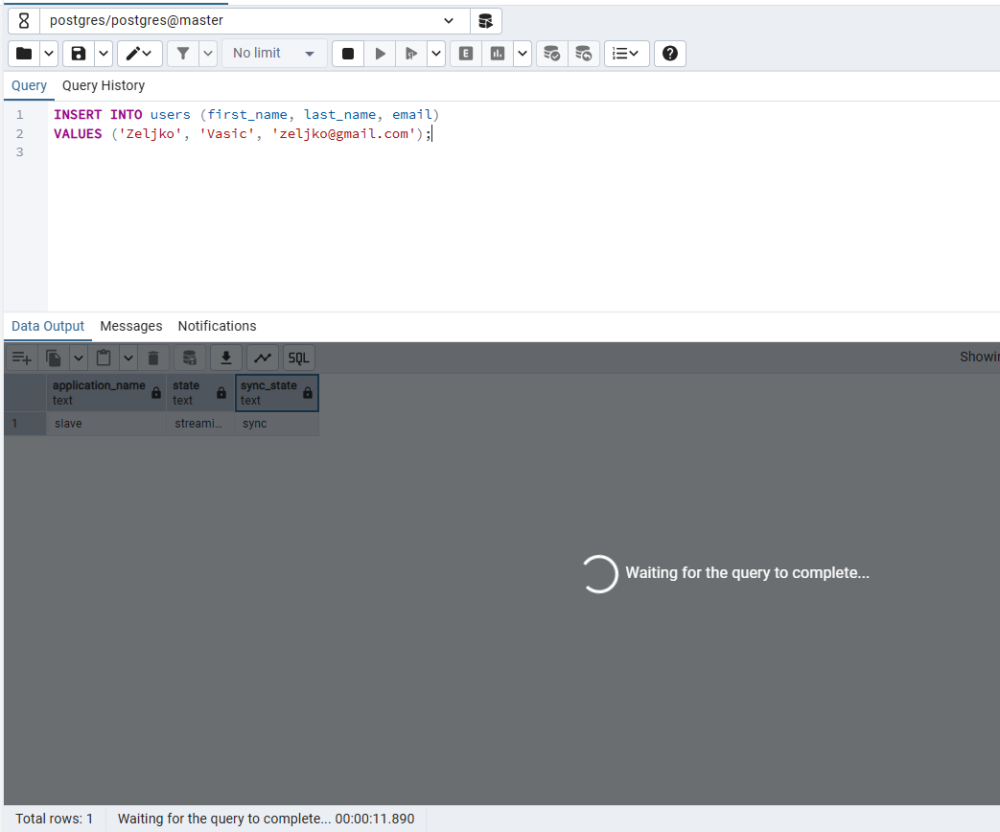 postgres/postgres@master
No limit
Query Query History
1 INSERT INTO users (first_name, last_name, email)
2 VALUES ('Zeljko', 'Vasic', 'zeljko@gmail.com');
3
Data Output Messages Notifications
SQL Showin
application_name state sync_state
text text text
1 slave streami... sync
Waiting for the query to complete...
Total rows: 1 Waiting for the query to complete... 00:00:11.890